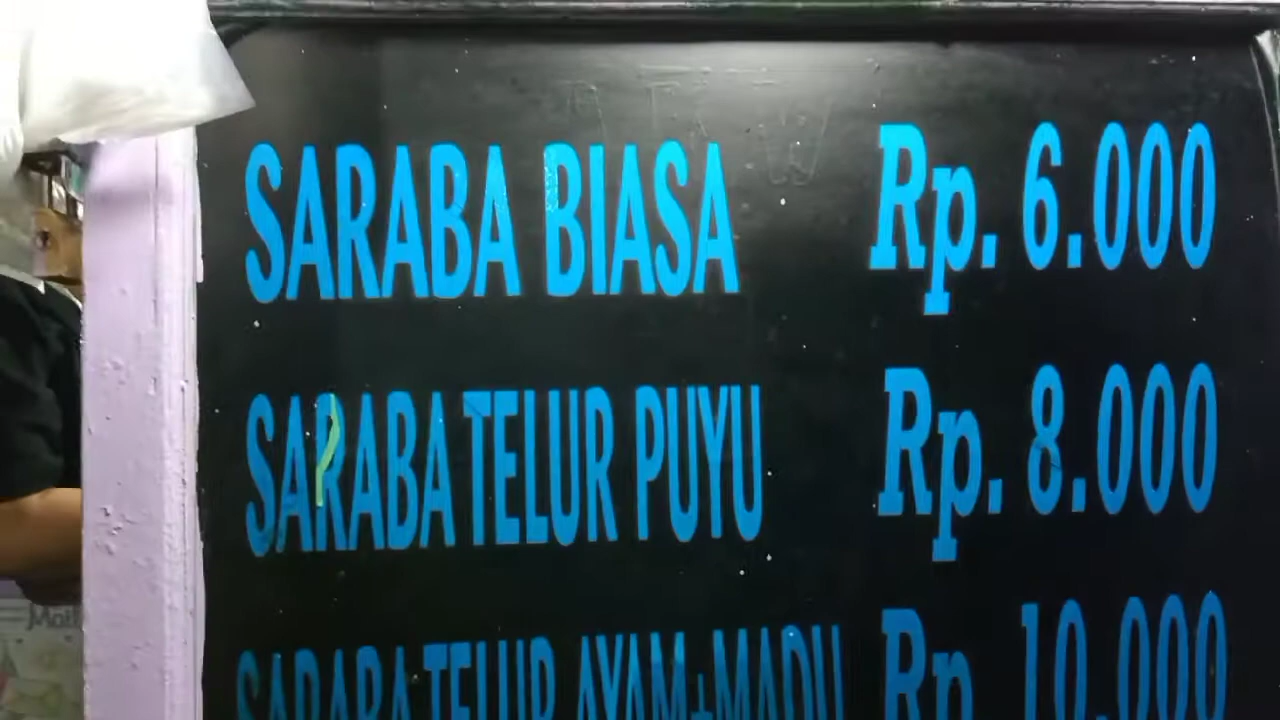 SARABA BIASA Rp. 6.000
SARABA TELUR PUYU Rp. 8.000
SARABA TELUR AYAM+MADU Rp. 10.000